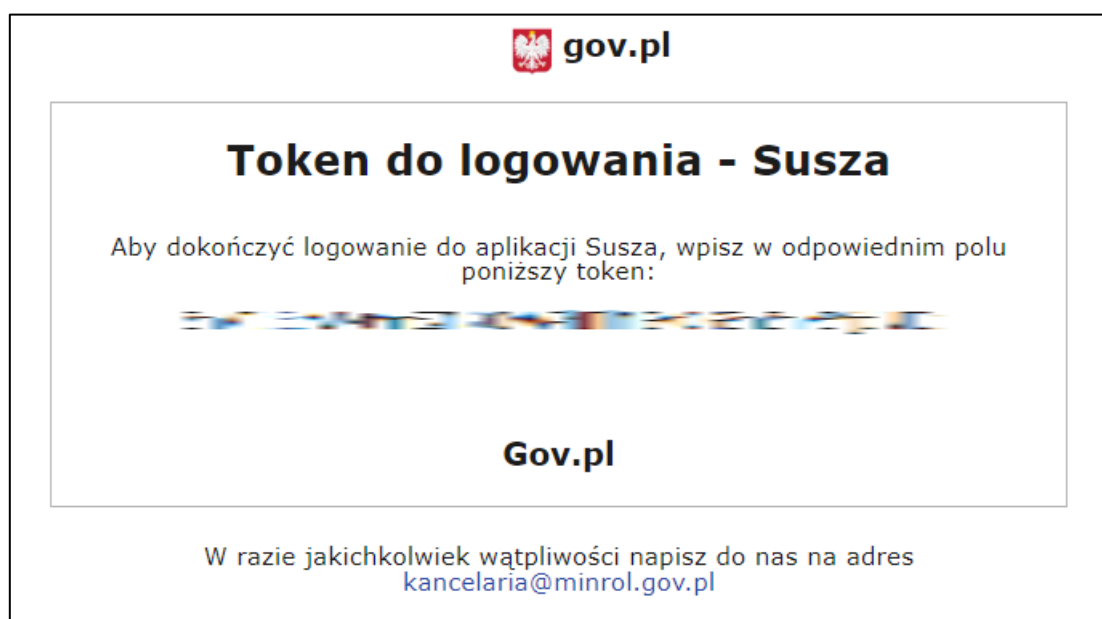 gov.pl
Token do logowania - Susza
Aby dokończyć logowanie do aplikacji Susza, wpisz w odpowiednim polu
poniższy token:
Gov.pl
W razie jakichkolwiek wątpliwości napisz do nas na adres
kancelaria@minrol.gov.pl